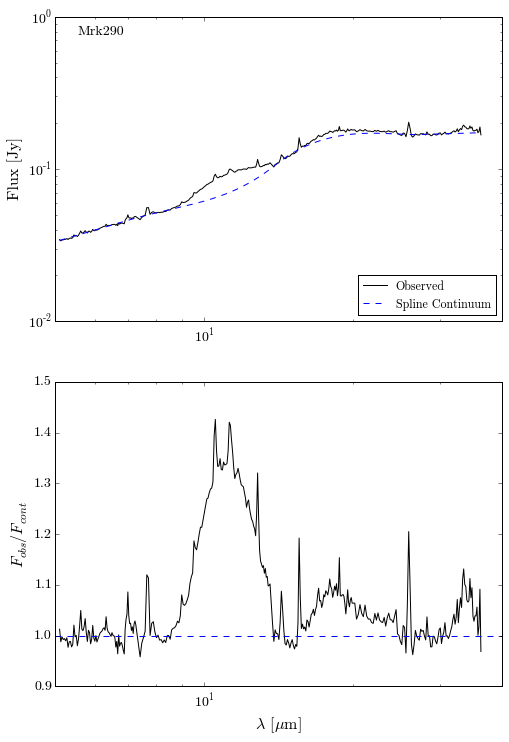 10^0
Mrk290
Flux [Jy]
10^-1
Observed
Spline Continuum
10^-2
10^1
1.5
1.4
1.3
1.2
F_obs/F_cont
1.1
1.0
0.9
10^1
λ [μm]